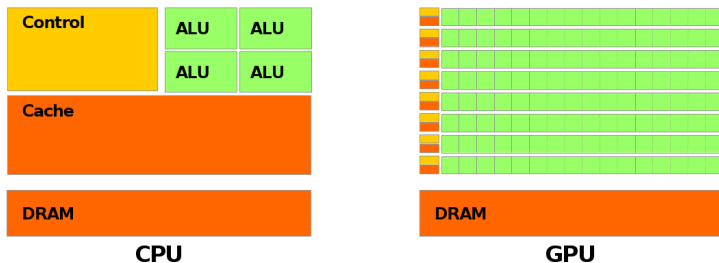 Control
ALU ALU
ALU ALU
Cache
DRAM
CPU
DRAM
GPU